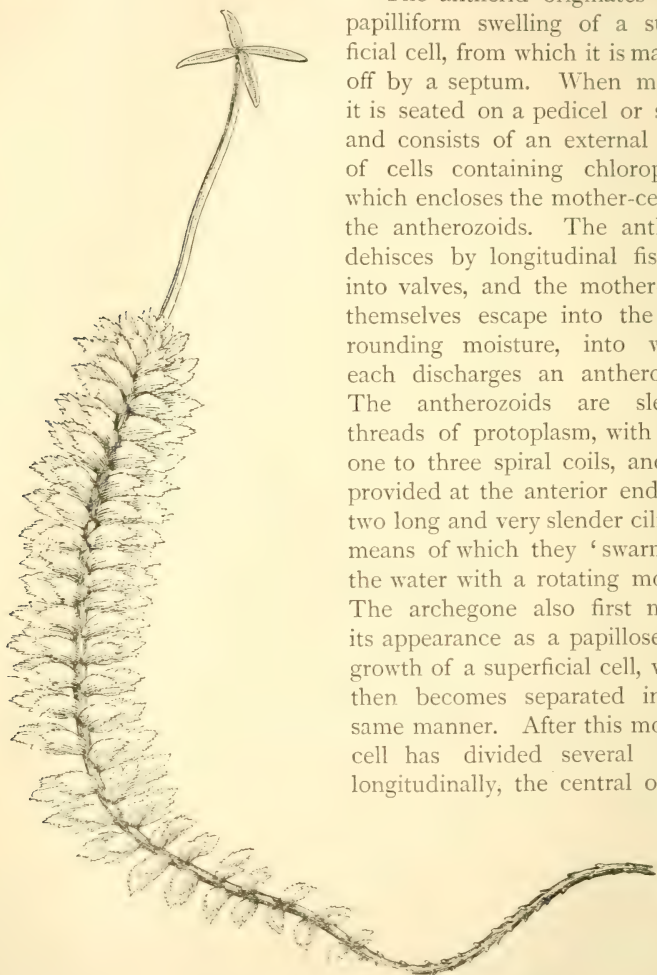 The antherid originates
papilliform swelling of a su
ficial cell, from which it is ma
off by a septum. When m
it is seated on a pedicel or s
and consists of an external
of cells containing chlorop
which encloses the mother-ce
the antherozoids. The anth
dehisces by longitudinal fis
into valves, and the mother
themselves escape into the
rounding moisture, into
each discharges an anthero
The antherozoids are sle
threads of protoplasm, with
one to three spiral coils, and
provided at the anterior end
two long and very slender cil
means of which they ‘swarm
the water with a rotating mo
The archegone also first m
its appearance as a papillose
growth of a superficial cell,
then becomes separated in
same manner. After this mo
cell has divided several
longitudinally, the central o